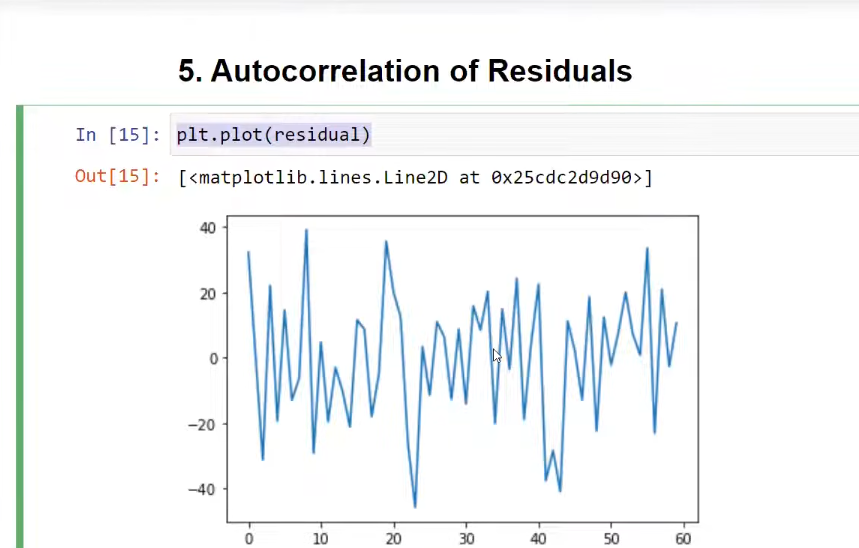 5. Autocorrelation of Residuals
In [15]: plt.plot(residual)
Out[15]: [<matplotlib.lines.Line2D at 0x25cdc2d9d90>]
40
20
0
−20
−40
0 10 20 30 40 50 60